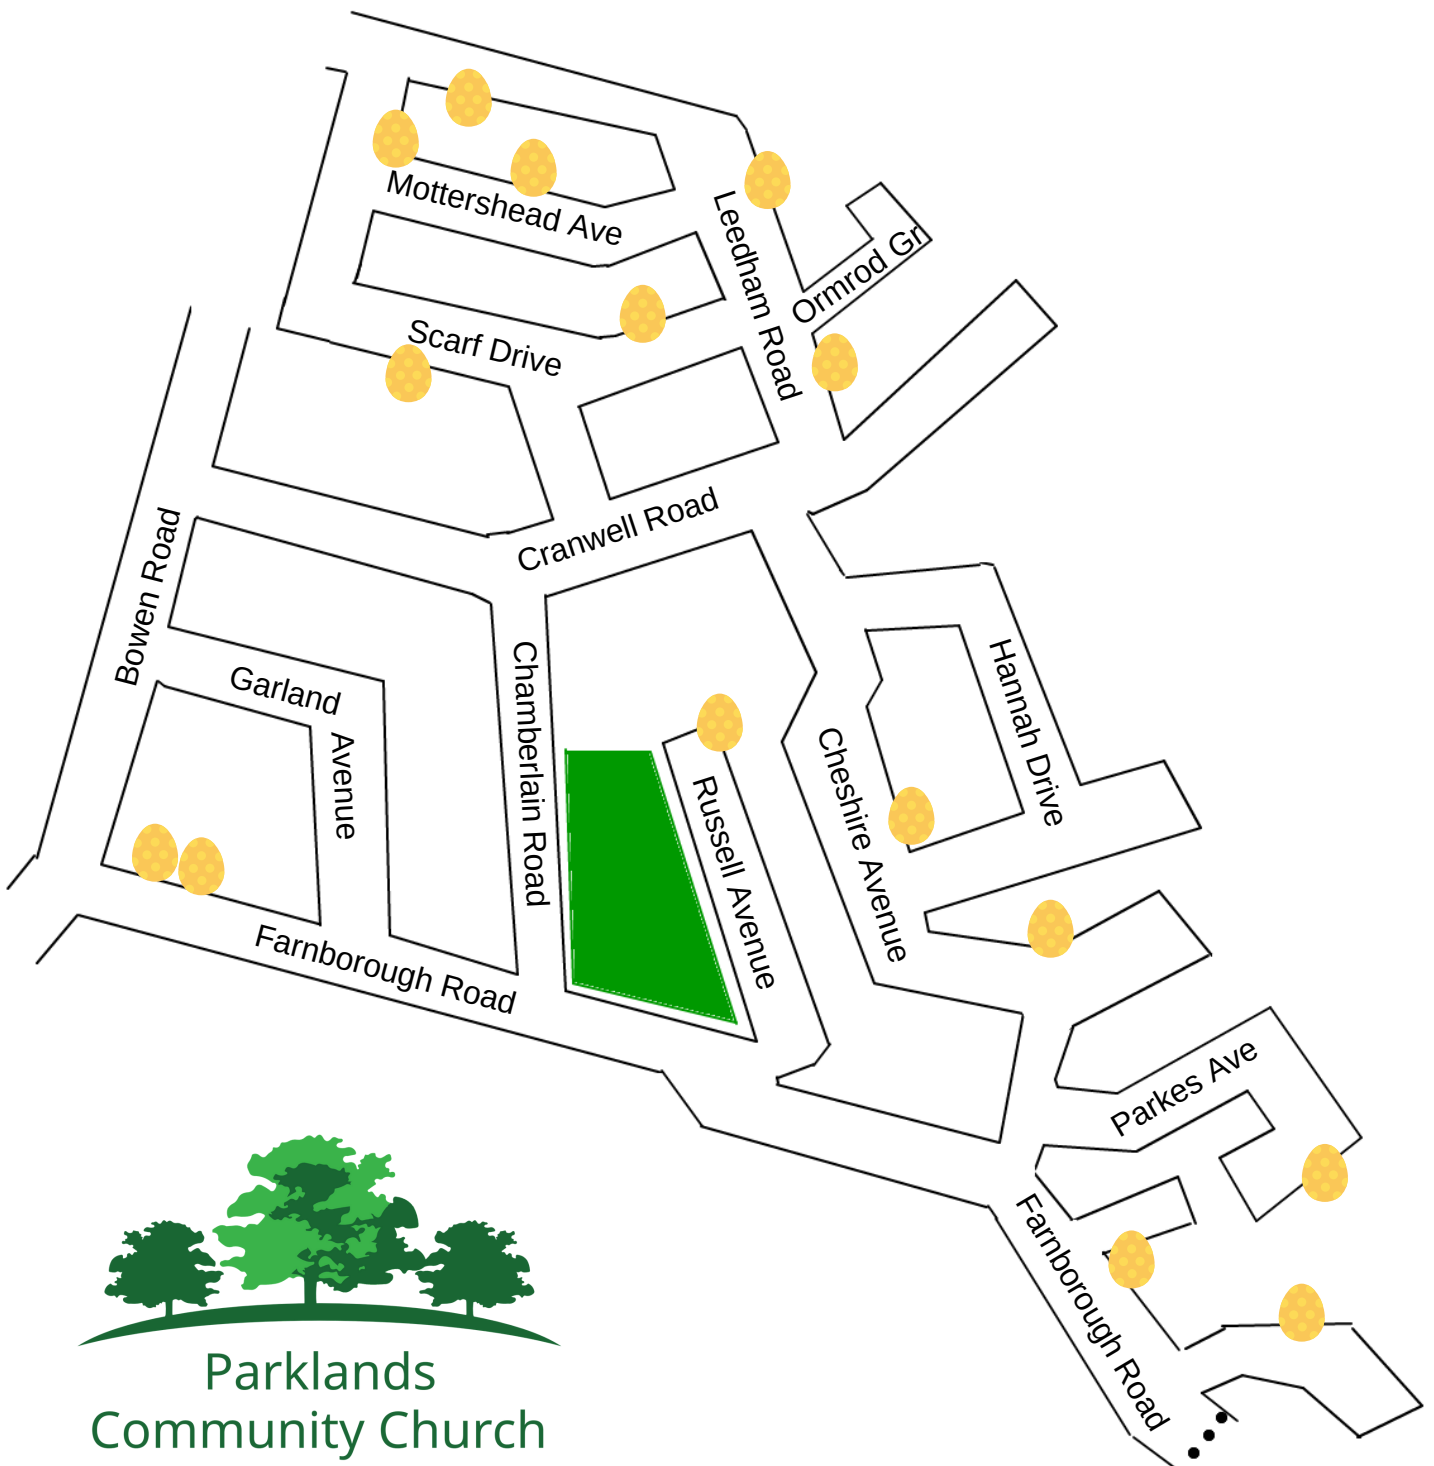 Mottershead Ave
Leedham Road
Ormrod Gr
Scarf Drive
Cranwell Road
Bowen Road
Garland
Avenue
Chamberlain Road
Hannah Drive
Cheshire Avenue
Russell Avenue
Farnborough Road
Parkes Ave
Farnborough Road
Parklands
Community Church